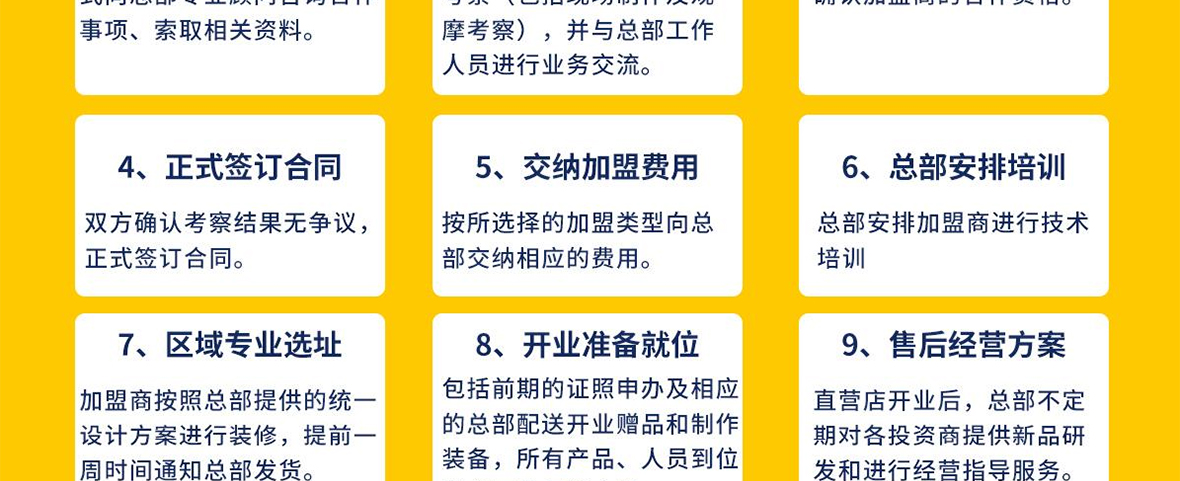 事项、索取相关资料。
摩考察），并与总部工作
人员进行业务交流。
4、正式签订合同
双方确认考察结果无争议，
正式签订合同。
5、交纳加盟费用
按所选择的加盟类型向总
部交纳相应的费用。
6、总部安排培训
总部安排加盟商进行技术
培训
7、区域专业选址
加盟商按照总部提供的统一
设计方案进行装修，提前一
周时间通知总部发货。
8、开业准备就位
包括前期的证照申办及相应
的总部配送开业赠品和制作
装备，所有产品、人员到位
9、售后经营方案
直营店开业后，总部不定
期对各投资商提供新品研
发和进行经营指导服务。